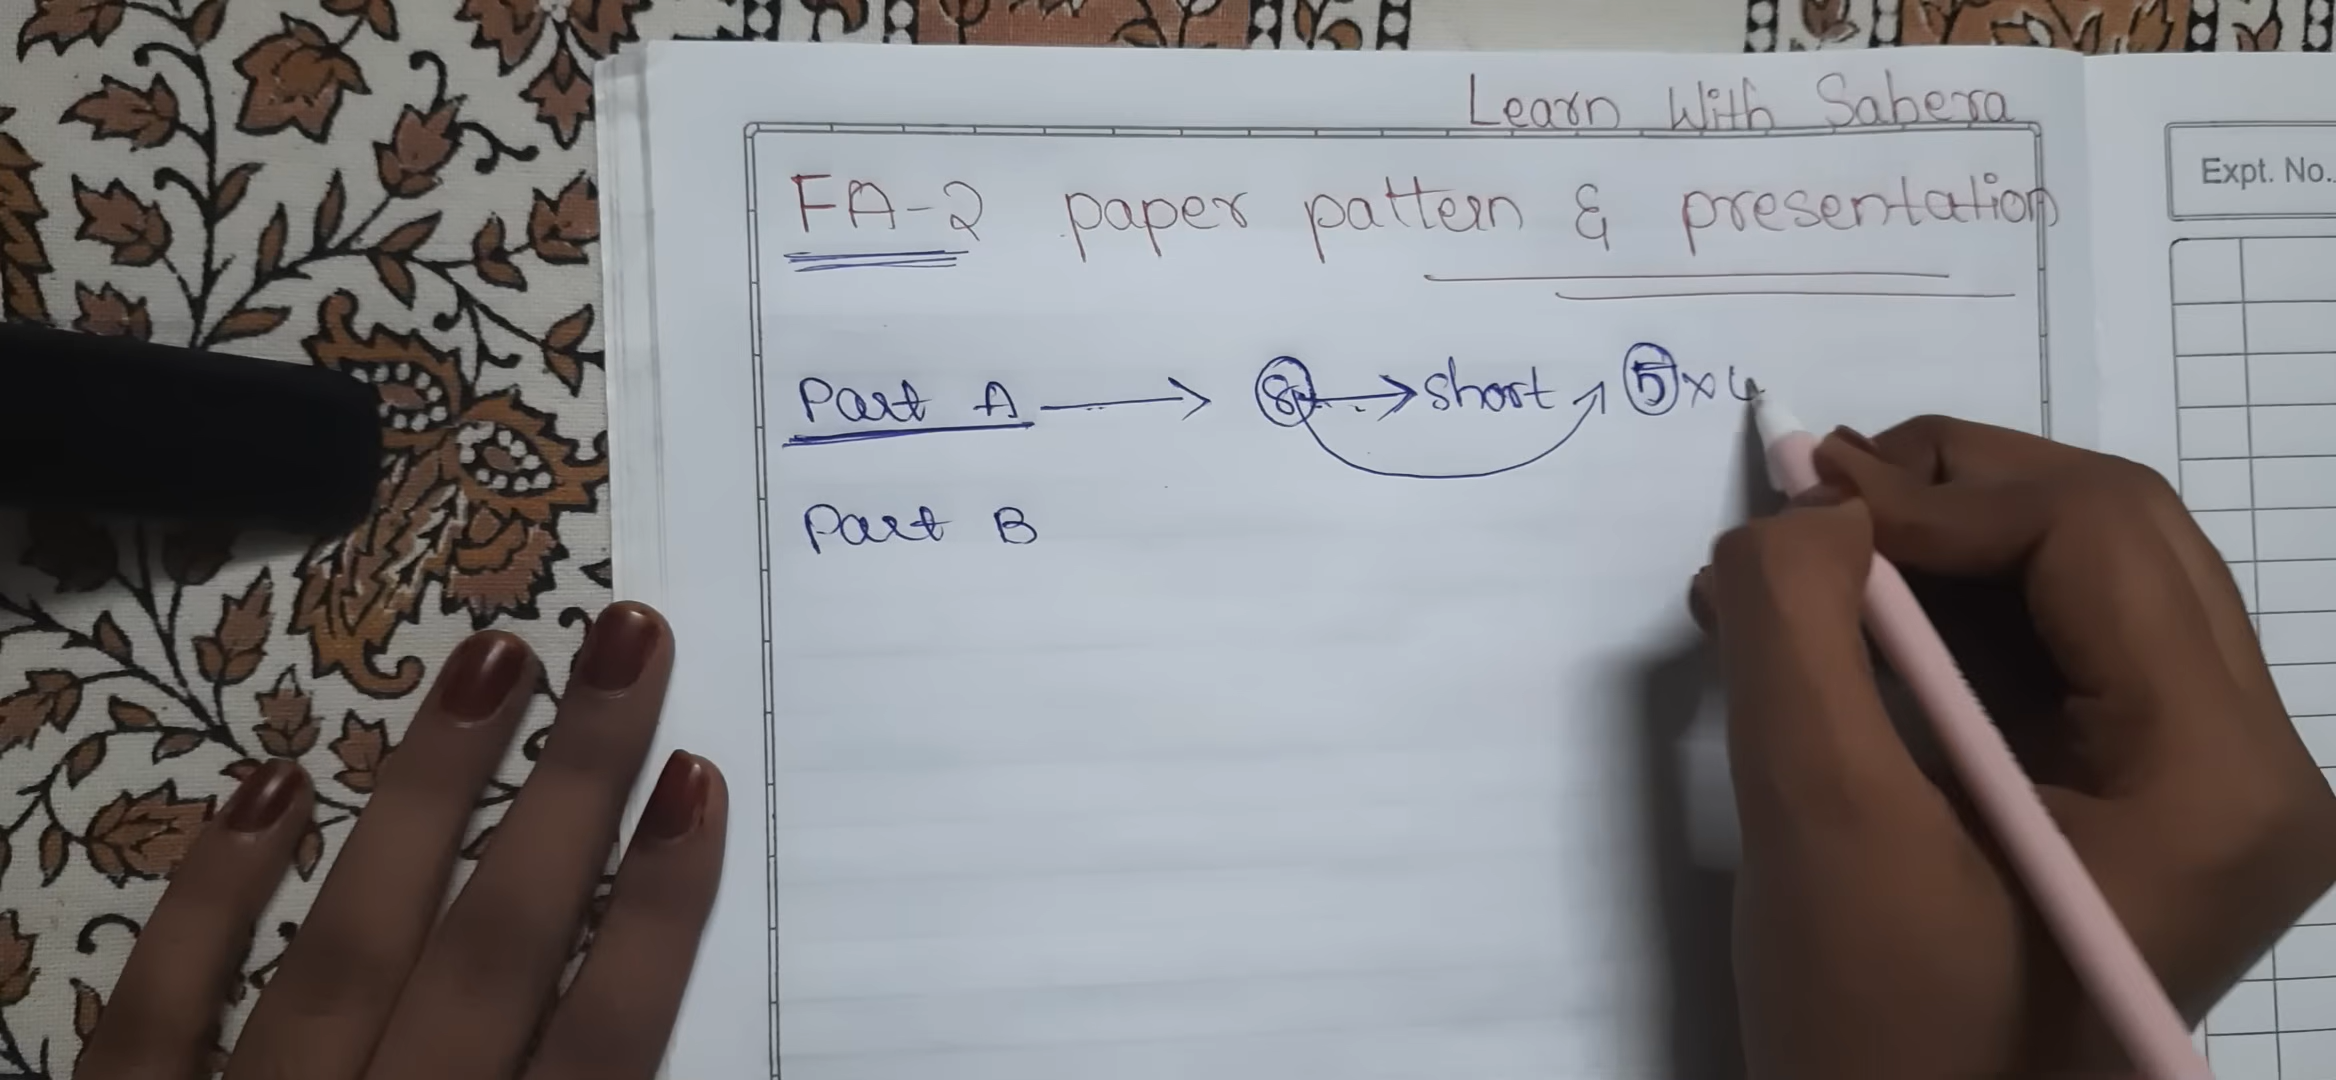 Learn With Sabera
Expt. No.
FA-2 paper pattern & presentation
Part A → 8 → short 5 × 4
Part B